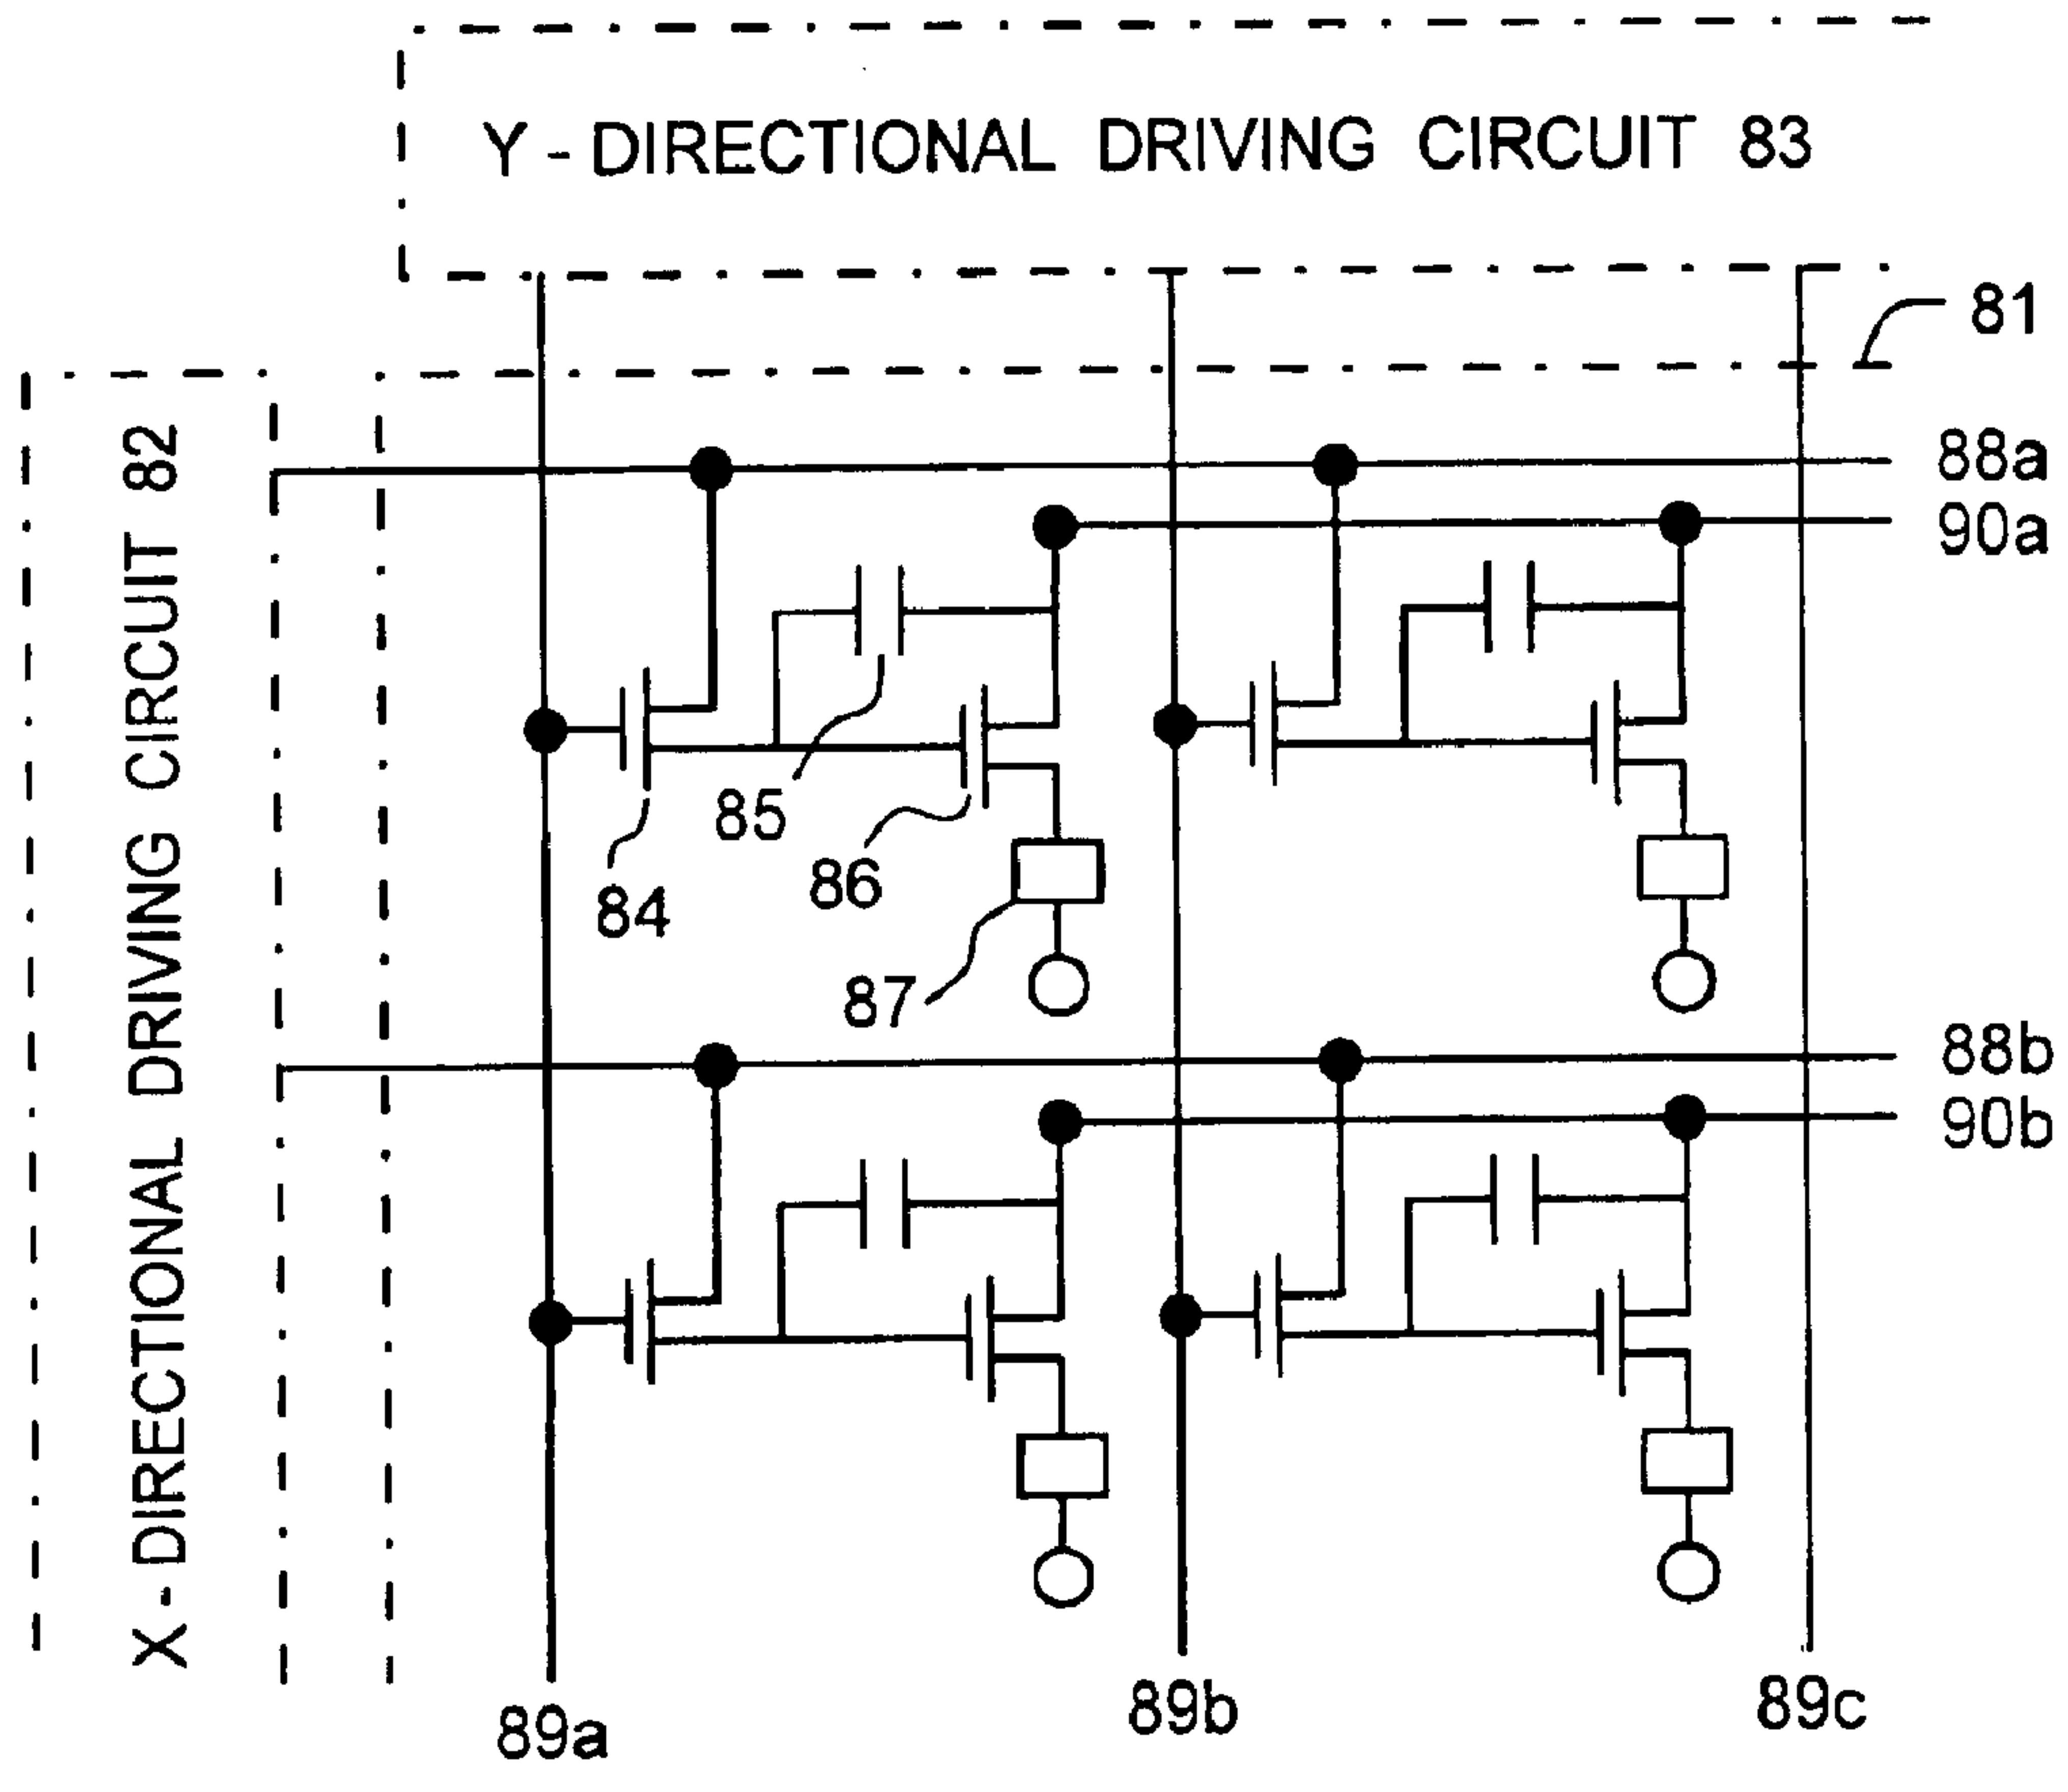 Y - DIRECTIONAL DRIVING CIRCUIT 83
81
X - DIRECTIONAL DRIVING CIRCUIT 82
88a
90a
85
84
86
87
88b
90b
89a
89b
89c